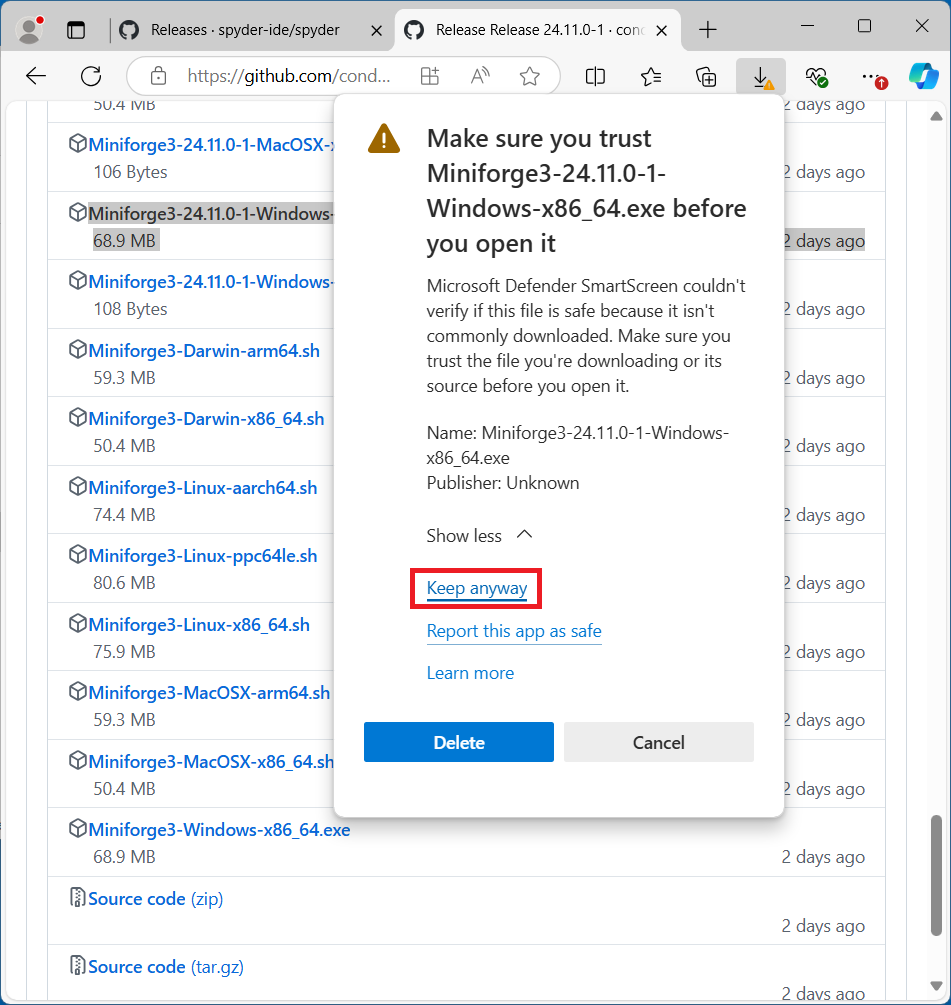 Releases · spyder-ide/spyder
Release Release 24.11.0-1 · con
https://github.com/cond...
50.4 MB
2 days ago
Miniforge3-24.11.0-1-MacOSX-
106 Bytes
2 days ago
Miniforge3-24.11.0-1-Windows-
68.9 MB
2 days ago
Miniforge3-24.11.0-1-Windows-
108 Bytes
2 days ago
Miniforge3-Darwin-arm64.sh
59.3 MB
2 days ago
Miniforge3-Darwin-x86_64.sh
50.4 MB
2 days ago
Miniforge3-Linux-aarch64.sh
74.4 MB
2 days ago
Miniforge3-Linux-ppc64le.sh
80.6 MB
2 days ago
Miniforge3-Linux-x86_64.sh
75.9 MB
2 days ago
Miniforge3-MacOSX-arm64.sh
59.3 MB
2 days ago
Miniforge3-MacOSX-x86_64.sh
50.4 MB
2 days ago
Miniforge3-Windows-x86_64.exe
68.9 MB
2 days ago
Source code (zip)
2 days ago
Source code (tar.gz)
2 days ago
Make sure you trust
Miniforge3-24.11.0-1-
Windows-x86_64.exe before
you open it
Microsoft Defender SmartScreen couldn't
verify if this file is safe because it isn't
commonly downloaded. Make sure you
trust the file you're downloading or its
source before you open it.
Name: Miniforge3-24.11.0-1-Windows-
x86_64.exe
Publisher: Unknown
Show less
Keep anyway
Report this app as safe
Learn more
Delete
Cancel